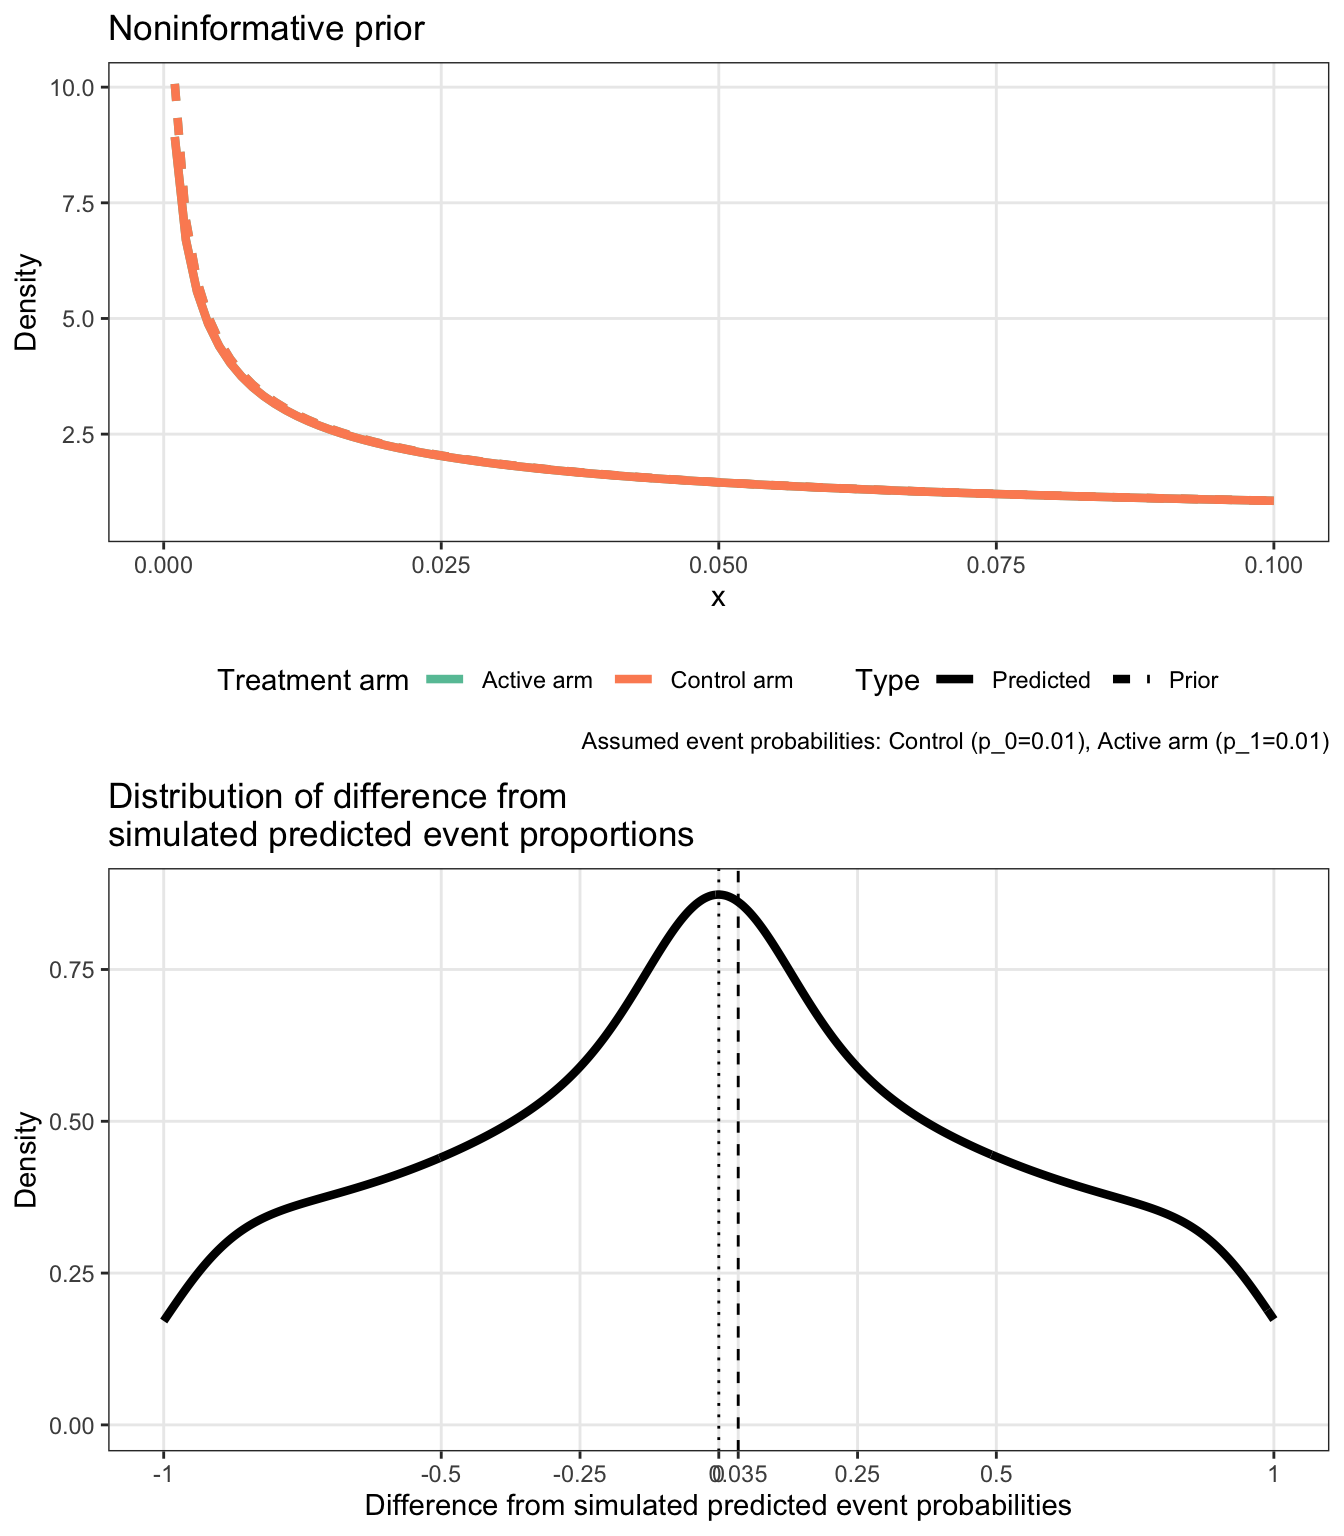 Noninformative prior
10.0
7.5
5.0
2.5
Density
0.000 0.025 0.050 0.075 0.100
x
Treatment arm Active arm Control arm Type Predicted Prior
Assumed event probabilities: Control (p_0=0.01), Active arm (p_1=0.01)
Distribution of difference from
simulated predicted event proportions
0.75
0.50
0.25
0.00
Density
-1 -0.5 -0.25 0 0.035 0.25 0.5 1
Difference from simulated predicted event probabilities